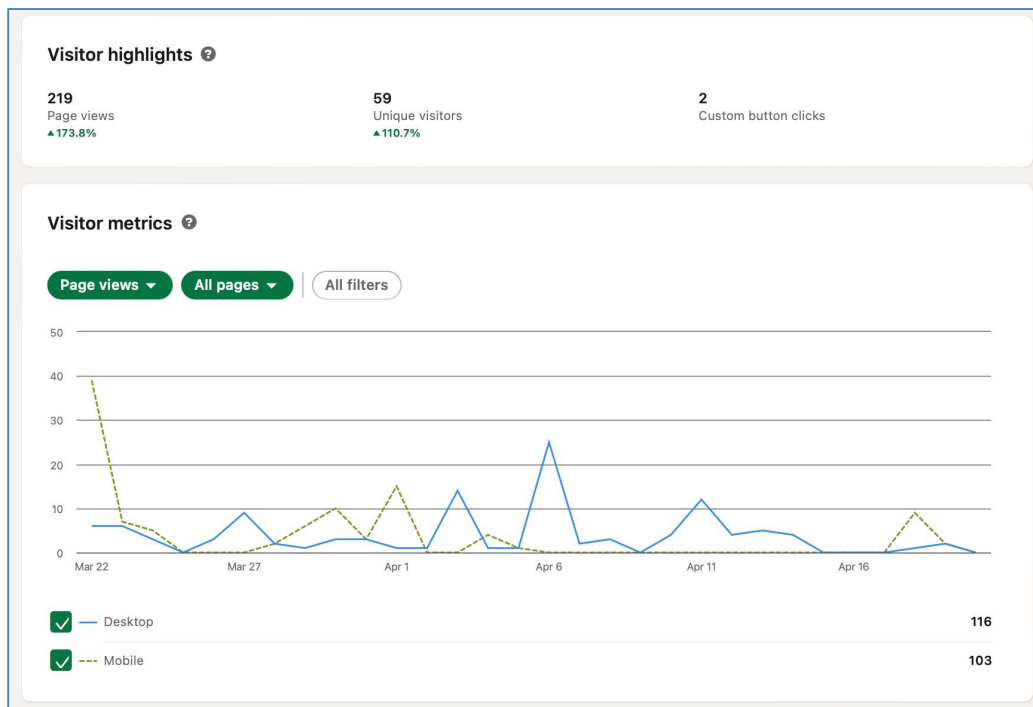 Visitor highlights ?
219
Page views
▲173.8%
59
Unique visitors
▲110.7%
2
Custom button clicks
Visitor metrics ?
Page views ▼ All pages ▼ All filters
50
40
30
20
10
0
Mar 22 Mar 27 Apr 1 Apr 6 Apr 11 Apr 16
Desktop 116
Mobile 103